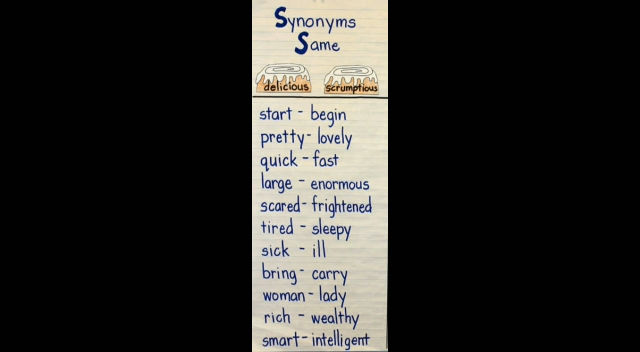 Synonyms
Same
delicious scrumptious
start - begin
pretty - lovely
quick - fast
large - enormous
scared - frightened
tired - sleepy
sick - ill
bring - carry
woman - lady
rich - wealthy
smart - intelligent